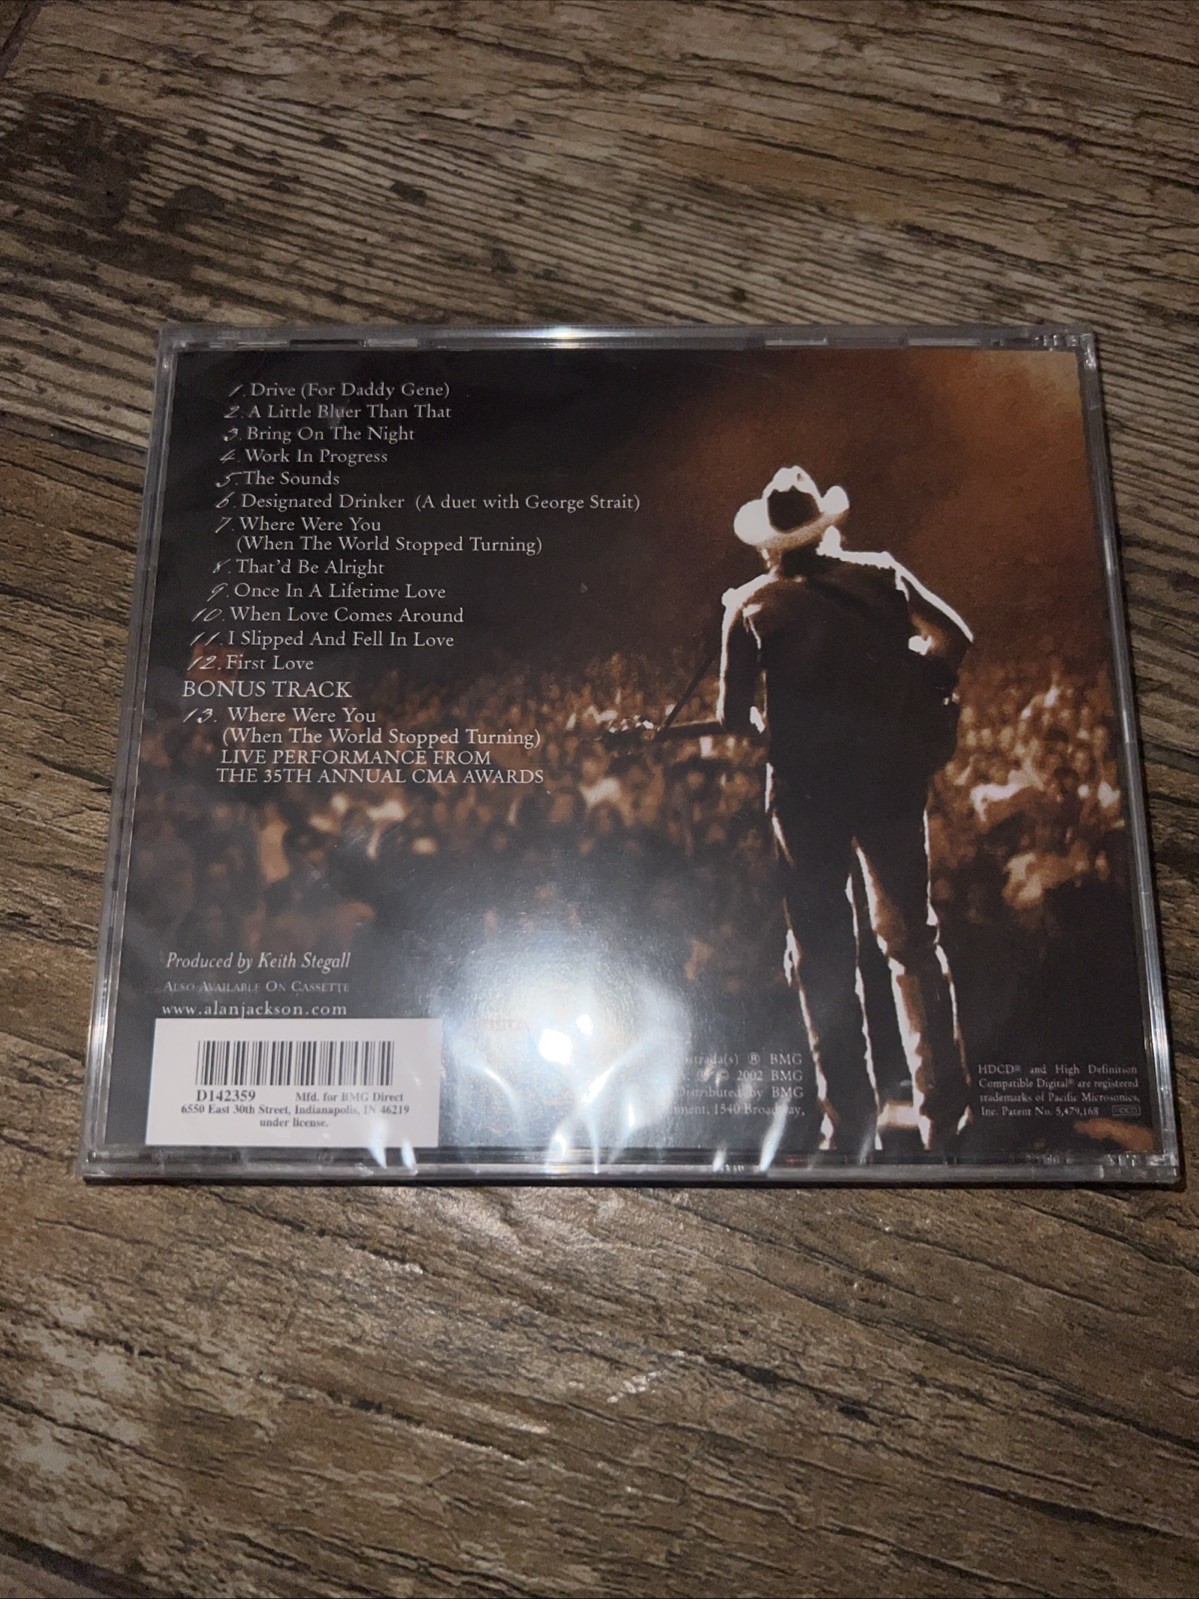 1. Drive (For Daddy Gene)
2. A Little Bluer Than That
3. Bring On The Night
4. Work In Progress
5. The Sounds
6. Designated Drinker (A duet with George Strait)
7. Where Were You
(When The World Stopped Turning)
8. That'd Be Alright
9. Once In A Lifetime Love
10. When Love Comes Around
11. I Slipped And Fell In Love
12. First Love
BONUS TRACK
13. Where Were You
(When The World Stopped Turning)
LIVE PERFORMANCE FROM
THE 35TH ANNUAL CMA AWARDS
Produced by Keith Stegall
ALSO AVAILABLE ON CASSETTE
www.alanjackson.com
D142359 Mfd. for BMG Direct
6550 East 30th Street, Indianapolis, IN 46219
under license.
® BMG
© 2002 BMG
Distributed by BMG
1540 Broadway,
HDCD® and High Definition
Compatible Digital® are registered
trademarks of Pacific Microsonics,
Inc. Patent No. 5,479,168 HDCD